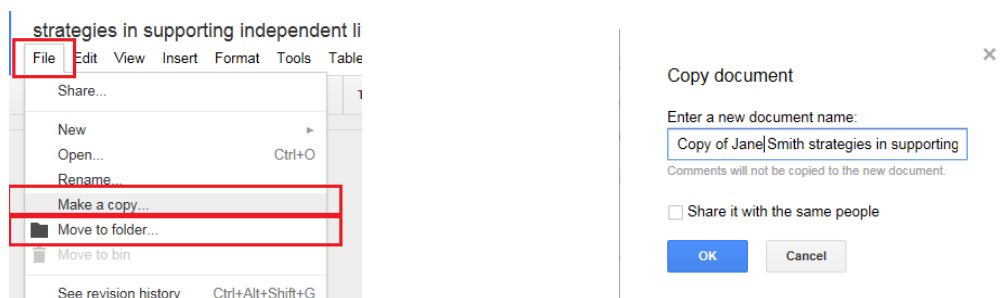 strategies in supporting independent li
File Edit View Insert Format Tools Table
Share...
New
Open... Ctrl+O
Rename...
Make a copy...
Move to folder...
Move to bin
See revision history Ctrl+Alt+Shift+G
Copy document
Enter a new document name:
Copy of Jane Smith strategies in supporting
Comments will not be copied to the new document.
Share it with the same people
OK Cancel